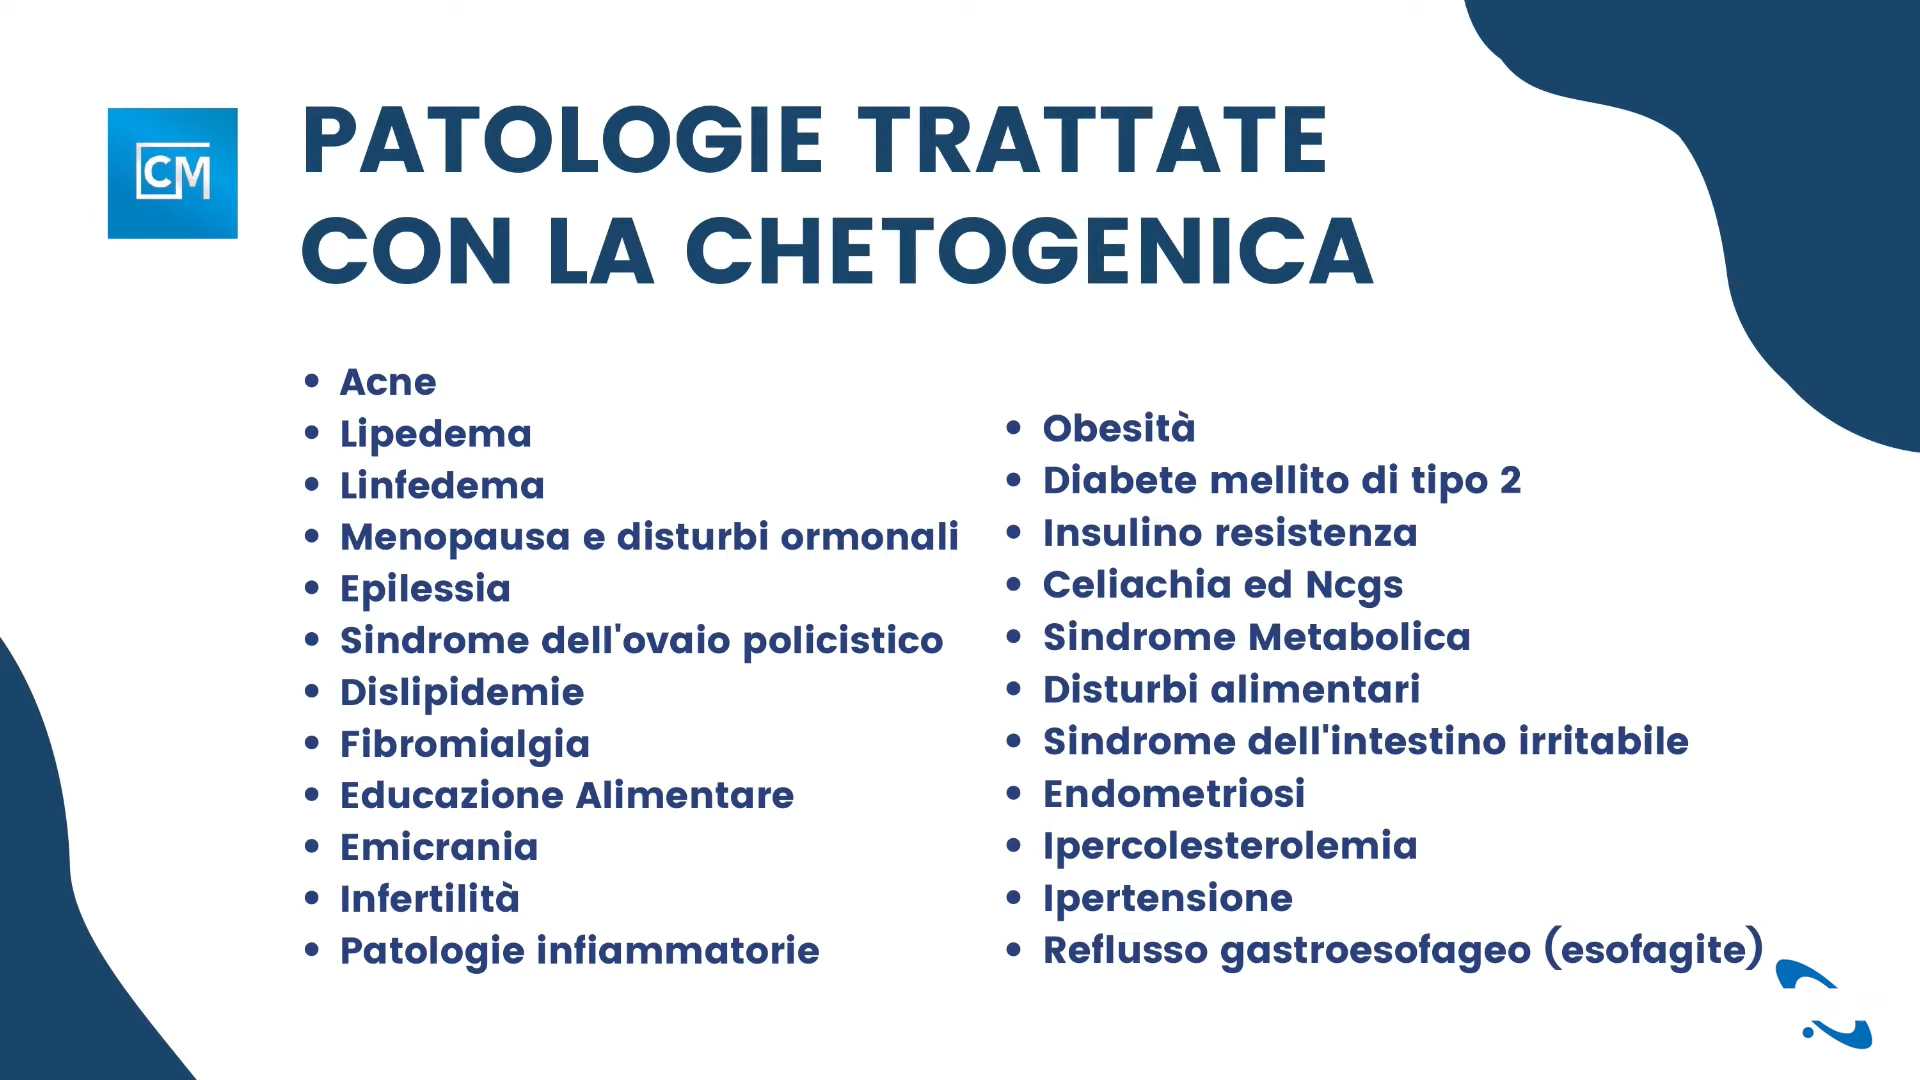 CM
PATOLOGIE TRATTATE
CON LA CHETOGENICA
• Acne
• Lipedema
• Linfedema
• Menopausa e disturbi ormonali
• Epilessia
• Sindrome dell'ovaio policistico
• Dislipidemie
• Fibromialgia
• Educazione Alimentare
• Emicrania
• Infertilità
• Patologie infiammatorie
• Obesità
• Diabete mellito di tipo 2
• Insulino resistenza
• Celiachia ed Ncgs
• Sindrome Metabolica
• Disturbi alimentari
• Sindrome dell'intestino irritabile
• Endometriosi
• Ipercolesterolemia
• Ipertensione
• Reflusso gastroesofageo (esofagite)